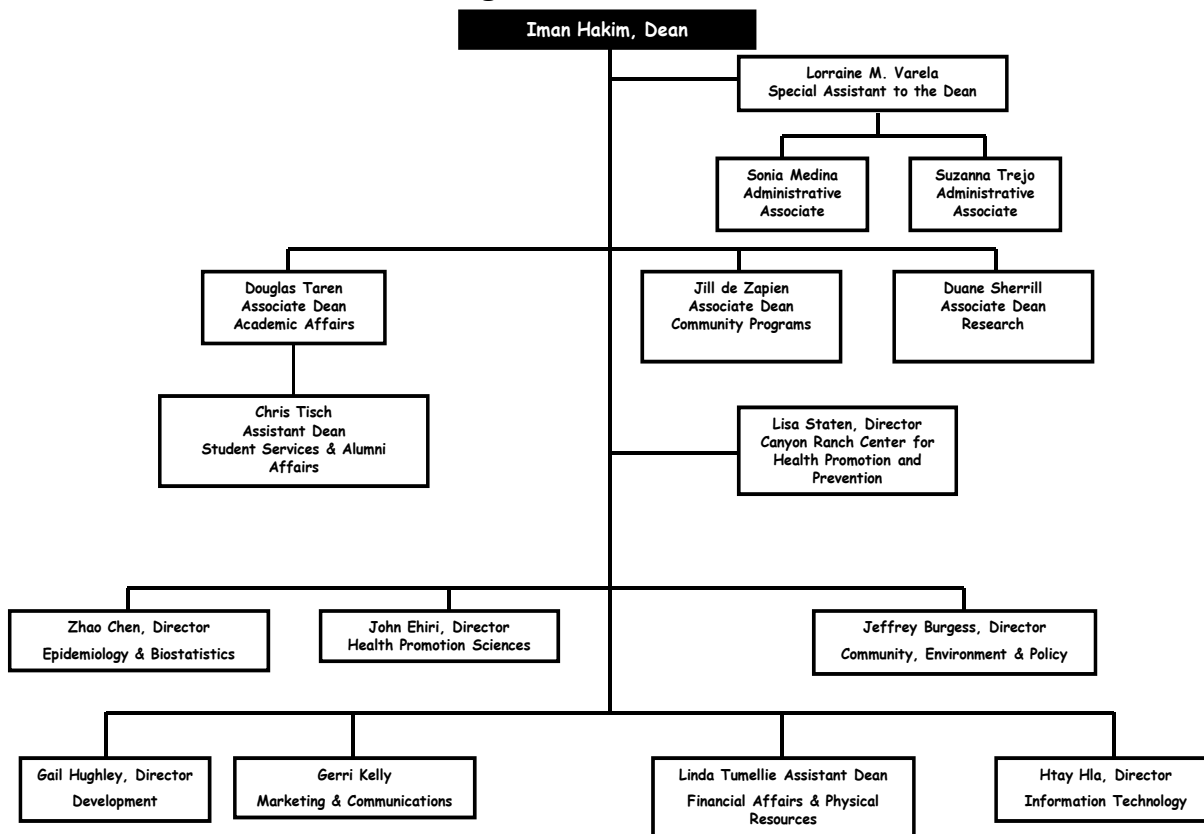 Iman Hakim, Dean
Lorraine M. Varela
Special Assistant to the Dean
Sonia Medina
Administrative
Associate
Suzanna Trejo
Administrative
Associate
Douglas Taren
Associate Dean
Academic Affairs
Jill de Zapien
Associate Dean
Community Programs
Duane Sherrill
Associate Dean
Research
Chris Tisch
Assistant Dean
Student Services & Alumni
Affairs
Lisa Staten, Director
Canyon Ranch Center for
Health Promotion and
Prevention
Zhao Chen, Director
Epidemiology & Biostatistics
John Ehiri, Director
Health Promotion Sciences
Jeffrey Burgess, Director
Community, Environment & Policy
Gail Hughley, Director
Development
Gerri Kelly
Marketing & Communications
Linda Tumellie Assistant Dean
Financial Affairs & Physical
Resources
Htay Hla, Director
Information Technology